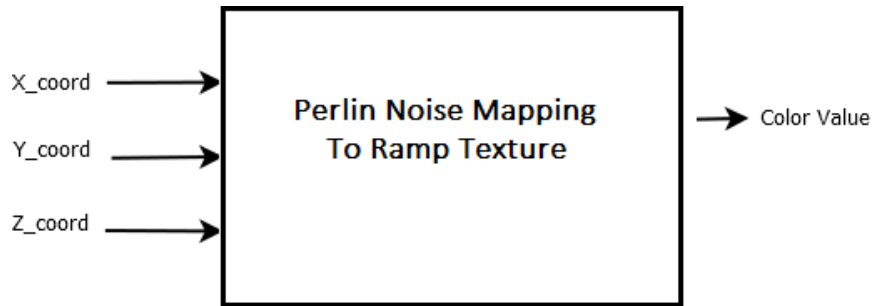 X_coord
Y_coord
Z_coord
Perlin Noise Mapping
To Ramp Texture
Color Value